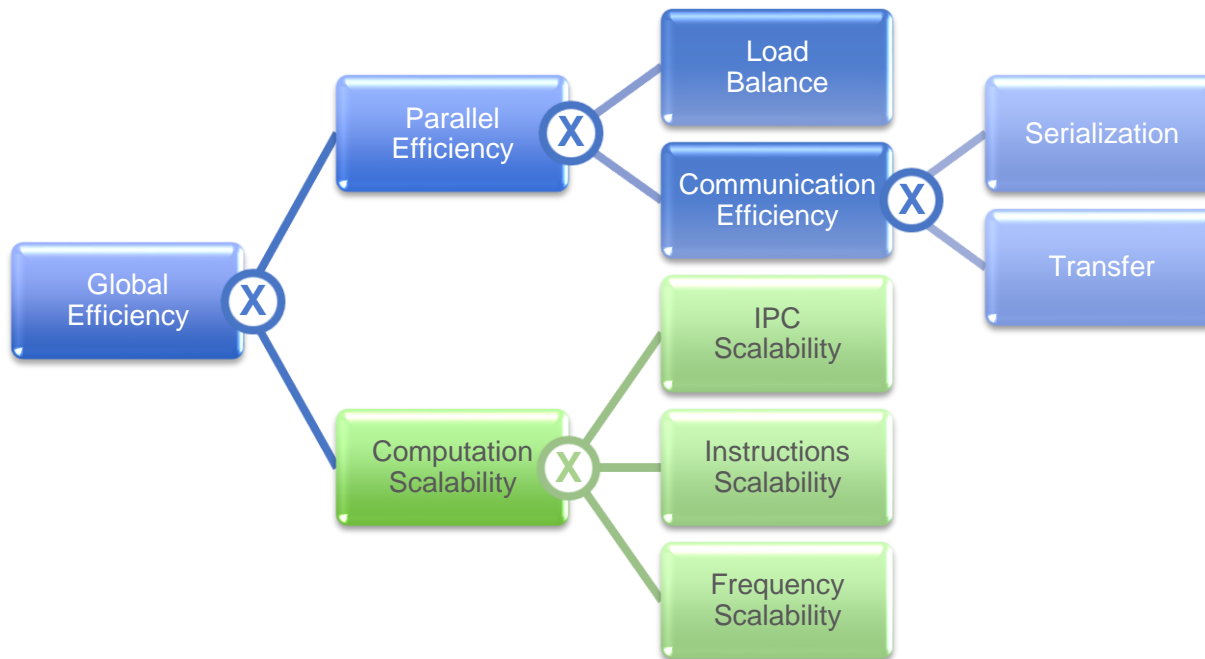 Global
Efficiency
X
Parallel
Efficiency
X
Load
Balance
Communication
Efficiency
X
Serialization
Transfer
Computation
Scalability
X
IPC
Scalability
Instructions
Scalability
Frequency
Scalability